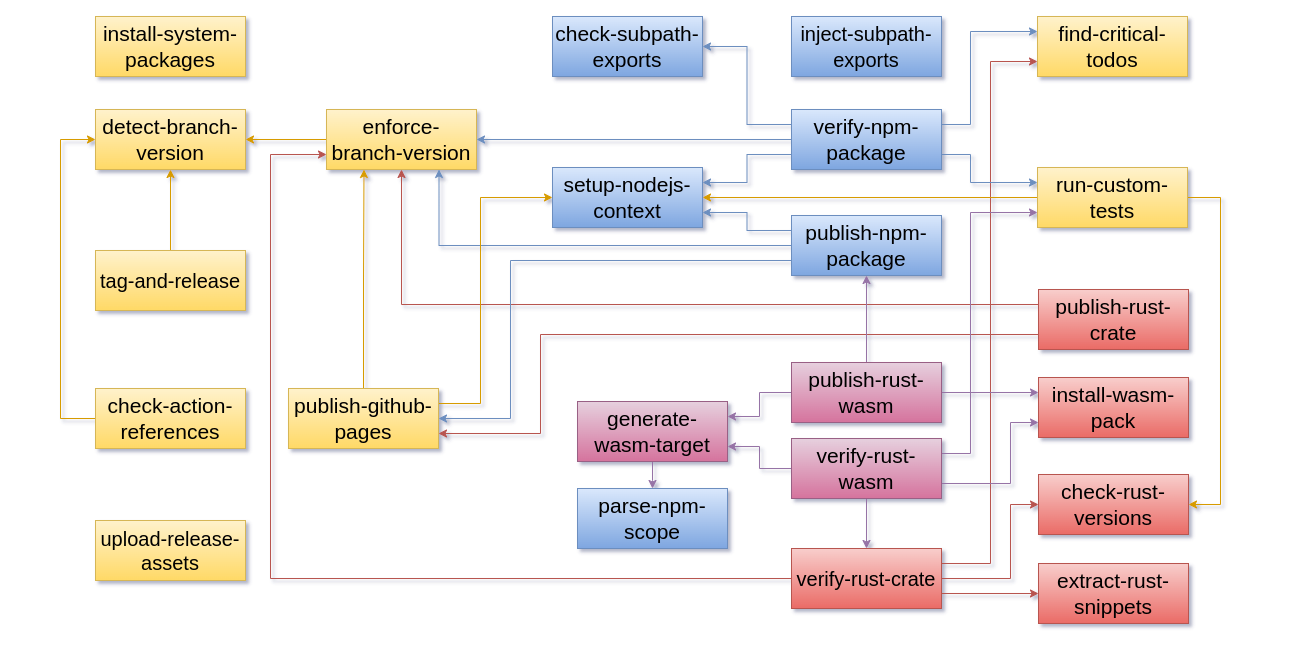 install-system-
packages
check-subpath-
exports
inject-subpath-
exports
find-critical-
todos
detect-branch-
version
enforce-
branch-version
verify-npm-
package
setup-nodejs-
context
run-custom-
tests
publish-npm-
package
tag-and-release
publish-rust-
crate
publish-rust-
wasm
install-wasm-
pack
check-action-
references
publish-github-
pages
generate-
wasm-target
verify-rust-
wasm
check-rust-
versions
parse-npm-
scope
upload-release-
assets
verify-rust-crate
extract-rust-
snippets